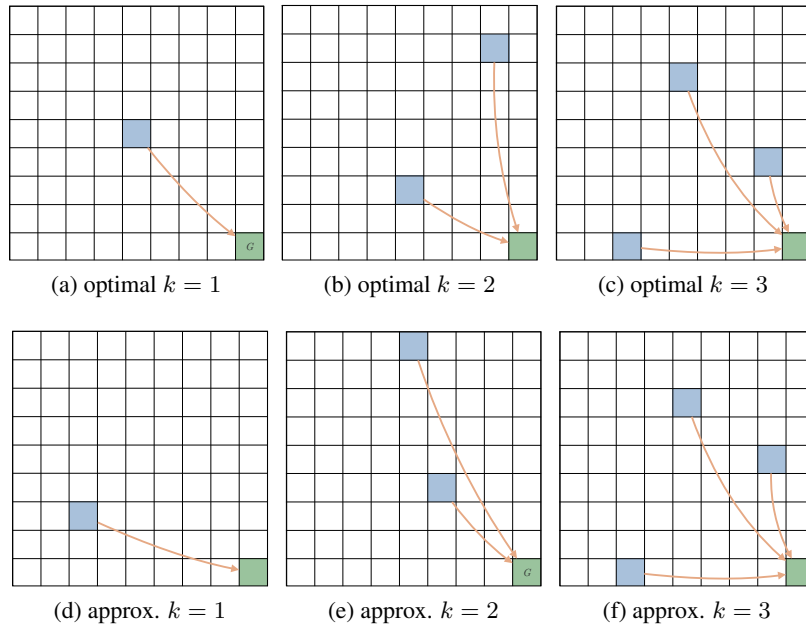 G
(a) optimal k = 1
(b) optimal k = 2
(c) optimal k = 3
G
(d) approx. k = 1
(e) approx. k = 2
(f) approx. k = 3